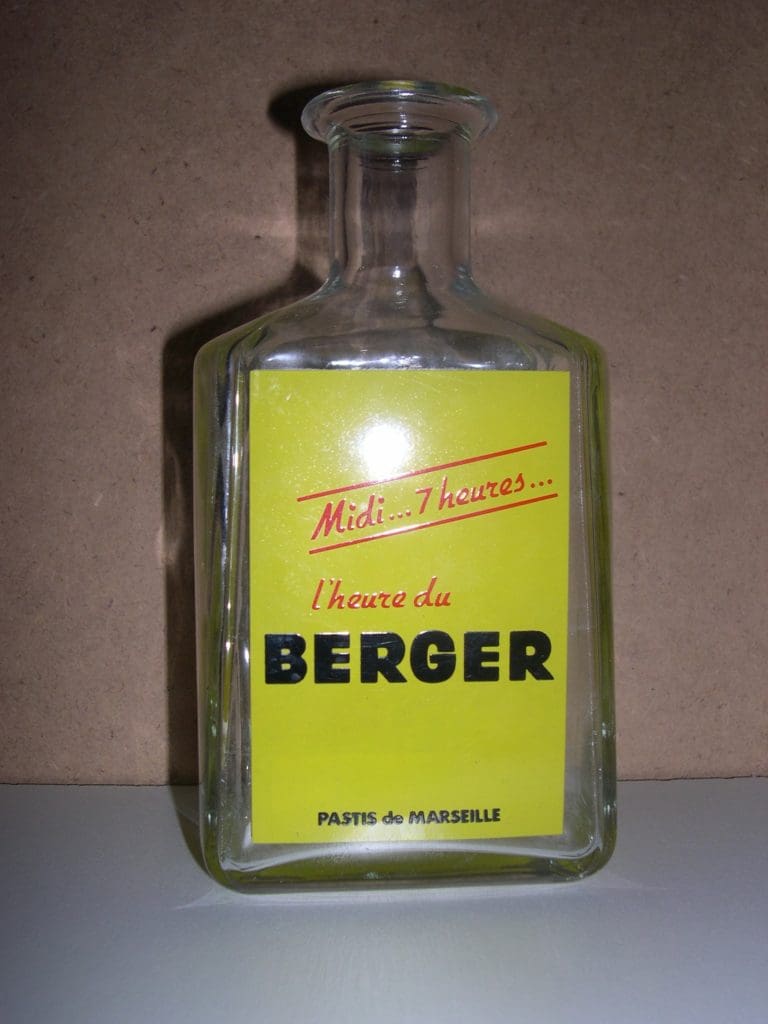 Midi... 7 heures...
l'heure du
BERGER
PASTIS de MARSEILLE